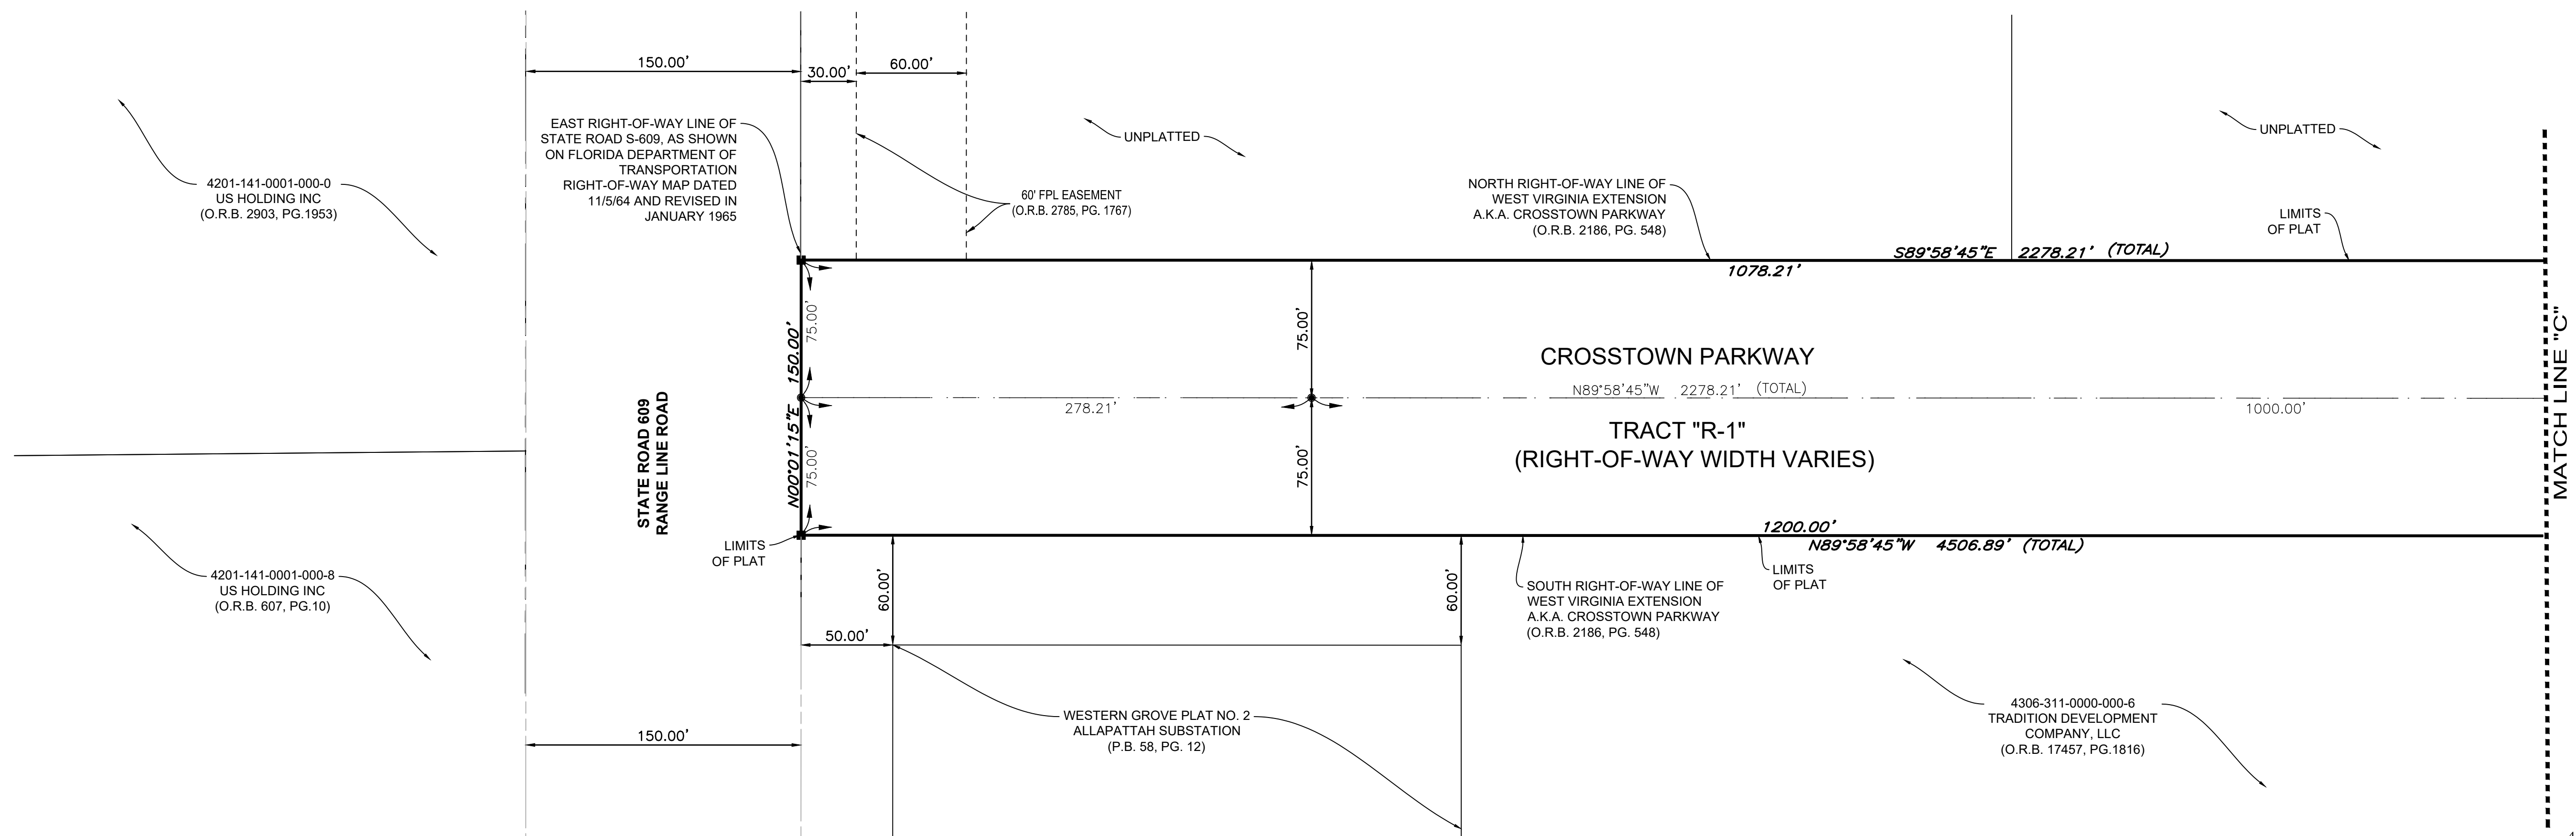 150.00'
30.00'
60.00'
EAST RIGHT-OF-WAY LINE OF
STATE ROAD S-609, AS SHOWN
ON FLORIDA DEPARTMENT OF
TRANSPORTATION
RIGHT-OF-WAY MAP DATED
11/5/64 AND REVISED IN
JANUARY 1965
4201-141-0001-000-0
US HOLDING INC
(O.R.B. 2903, PG.1953)
60' FPL EASEMENT
(O.R.B. 2785, PG. 1767)
UNPLATTED
NORTH RIGHT-OF-WAY LINE OF
WEST VIRGINIA EXTENSION
A.K.A. CROSSTOWN PARKWAY
(O.R.B. 2186, PG. 548)
UNPLATTED
LIMITS
OF PLAT
S89°58'45"E 2278.21' (TOTAL)
1078.21'
75.00'
N00°01'15"E 150.00'
75.00'
75.00'
75.00'
278.21'
CROSSTOWN PARKWAY
N89°58'45"W 2278.21' (TOTAL)
1000.00'
TRACT "R-1"
(RIGHT-OF-WAY WIDTH VARIES)
MATCH LINE "C"
STATE ROAD 609
RANGE LINE ROAD
LIMITS
OF PLAT
1200.00'
N89°58'45"W 4506.89' (TOTAL)
LIMITS
OF PLAT
SOUTH RIGHT-OF-WAY LINE OF
WEST VIRGINIA EXTENSION
A.K.A. CROSSTOWN PARKWAY
(O.R.B. 2186, PG. 548)
4201-141-0001-000-8
US HOLDING INC
(O.R.B. 607, PG.10)
60.00'
60.00'
50.00'
150.00'
WESTERN GROVE PLAT NO. 2
ALLAPATTAH SUBSTATION
(P.B. 58, PG. 12)
4306-311-0000-000-6
TRADITION DEVELOPMENT
COMPANY, LLC
(O.R.B. 17457, PG.1816)